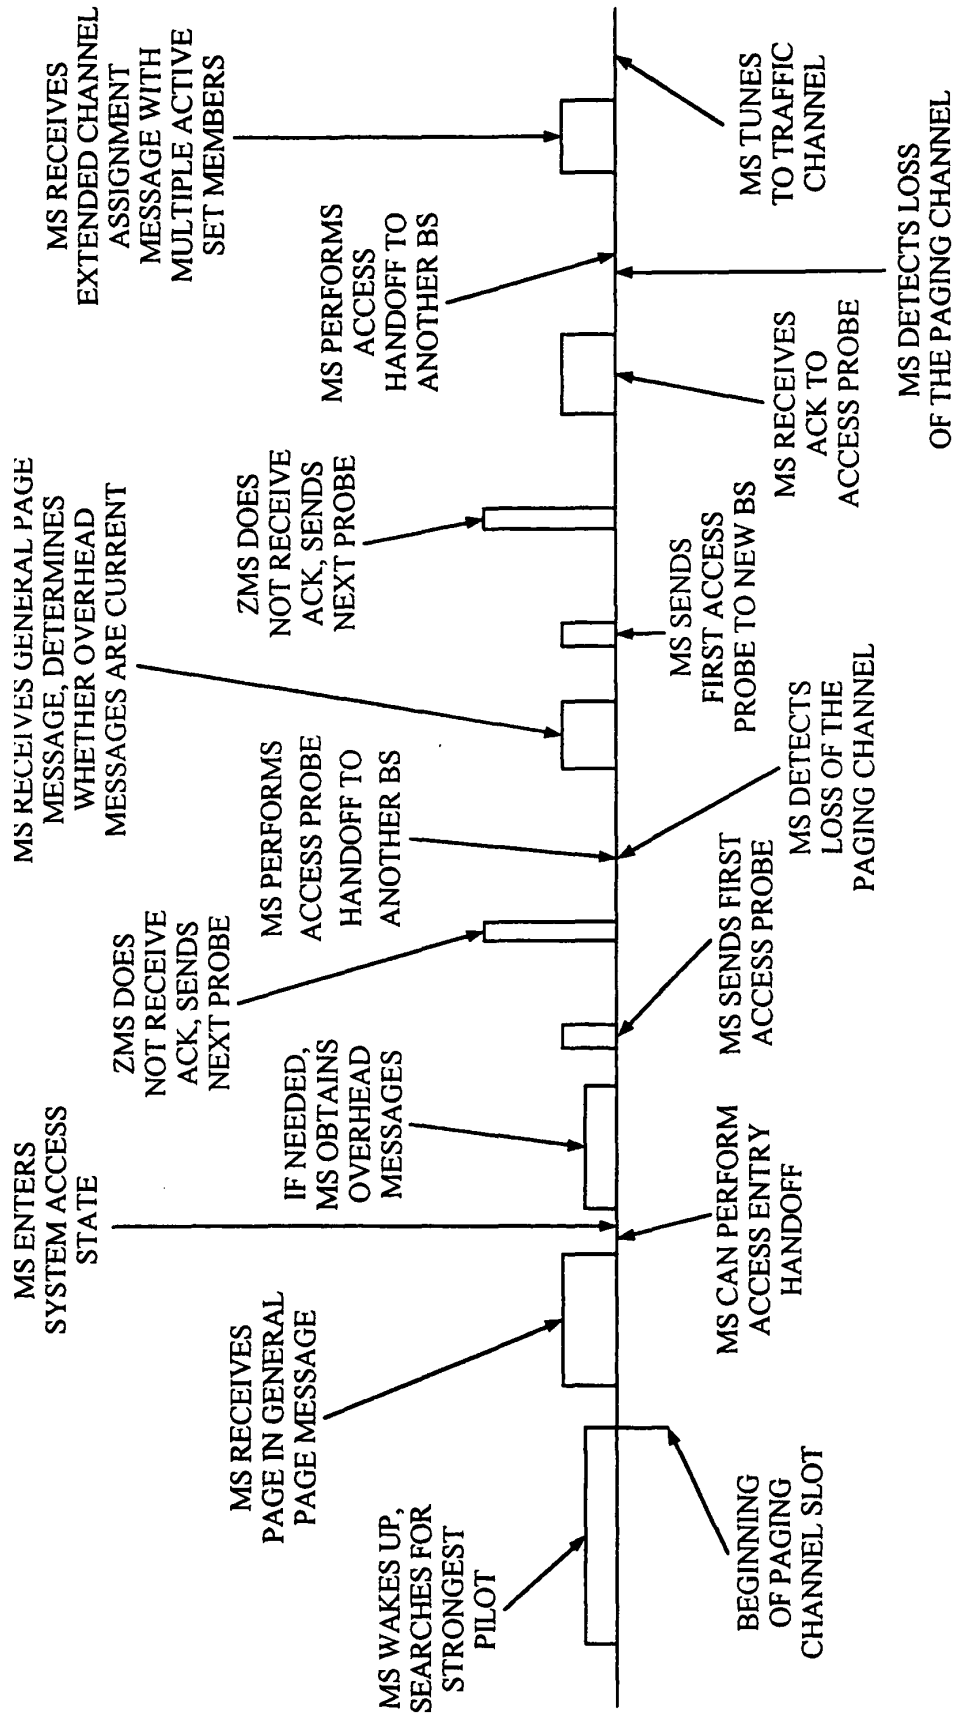 MS WAKES UP,
SEARCHES FOR
STRONGEST
PILOT
BEGINNING
OF PAGING
CHANNEL SLOT
MS RECEIVES
PAGE IN GENERAL
PAGE MESSAGE
MS ENTERS
SYSTEM ACCESS
STATE
MS CAN PERFORM
ACCESS ENTRY
HANDOFF
IF NEEDED,
MS OBTAINS
OVERHEAD
MESSAGES
MS SENDS FIRST
ACCESS PROBE
ZMS DOES
NOT RECEIVE
ACK, SENDS
NEXT PROBE
MS PERFORMS
ACCESS PROBE
HANDOFF TO
ANOTHER BS
MS DETECTS
LOSS OF THE
PAGING CHANNEL
MS RECEIVES GENERAL PAGE
MESSAGE, DETERMINES
WHETHER OVERHEAD
MESSAGES ARE CURRENT
MS SENDS
FIRST ACCESS
PROBE TO NEW BS
ZMS DOES
NOT RECEIVE
ACK, SENDS
NEXT PROBE
MS RECEIVES
ACK TO
ACCESS PROBE
MS PERFORMS
ACCESS
HANDOFF TO
ANOTHER BS
MS DETECTS LOSS
OF THE PAGING CHANNEL
MS RECEIVES
EXTENDED CHANNEL
ASSIGNMENT
MESSAGE WITH
MULTIPLE ACTIVE
SET MEMBERS
MS TUNES
TO TRAFFIC
CHANNEL